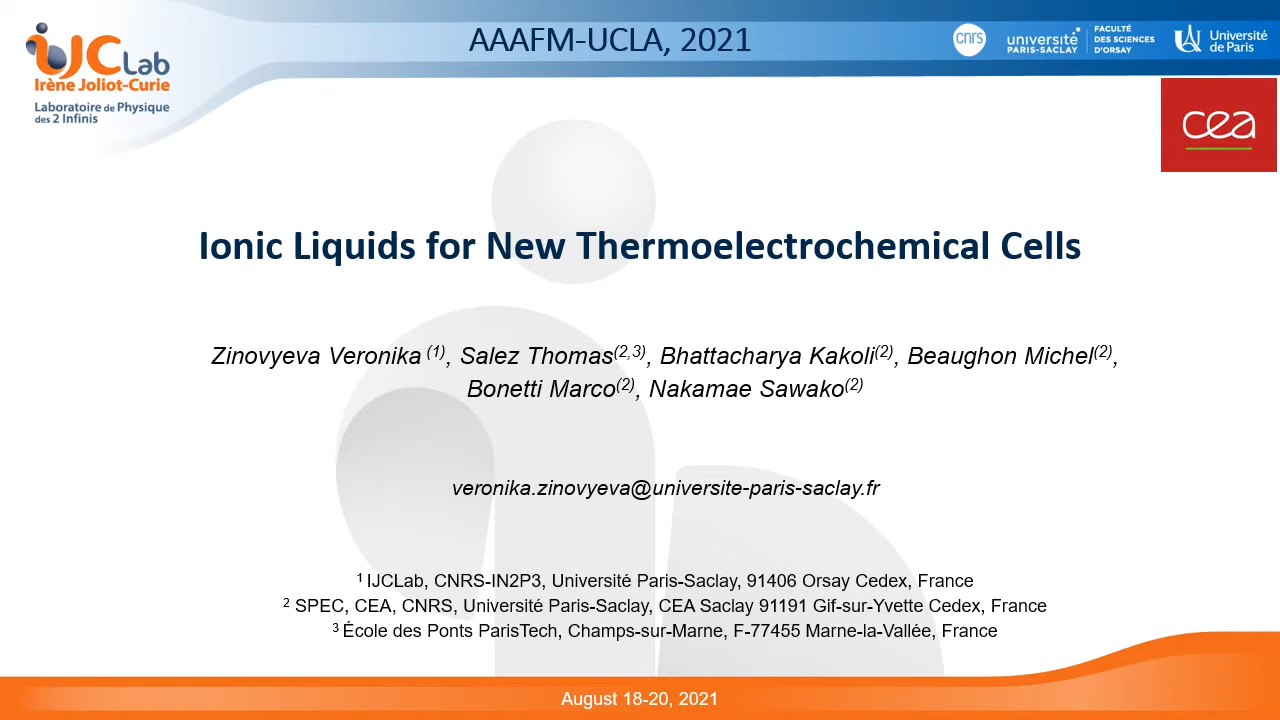 AAAFM-UCLA, 2021
iJCLab
Irène Joliot-Curie
Laboratoire de Physique
des 2 Infinis
cnrs
université
PARIS-SACLAY
FACULTÉ
DES SCIENCES
D'ORSAY
Université
de Paris
cea
Ionic Liquids for New Thermoelectrochemical Cells
Zinovyeva Veronika (1), Salez Thomas(2,3), Bhattacharya Kakoli(2), Beaughon Michel(2),
Bonetti Marco(2), Nakamae Sawako(2)
veronika.zinovyeva@universite-paris-saclay.fr
1 IJCLab, CNRS-IN2P3, Université Paris-Saclay, 91406 Orsay Cedex, France
2 SPEC, CEA, CNRS, Université Paris-Saclay, CEA Saclay 91191 Gif-sur-Yvette Cedex, France
3 École des Ponts ParisTech, Champs-sur-Marne, F-77455 Marne-la-Vallée, France
August 18-20, 2021